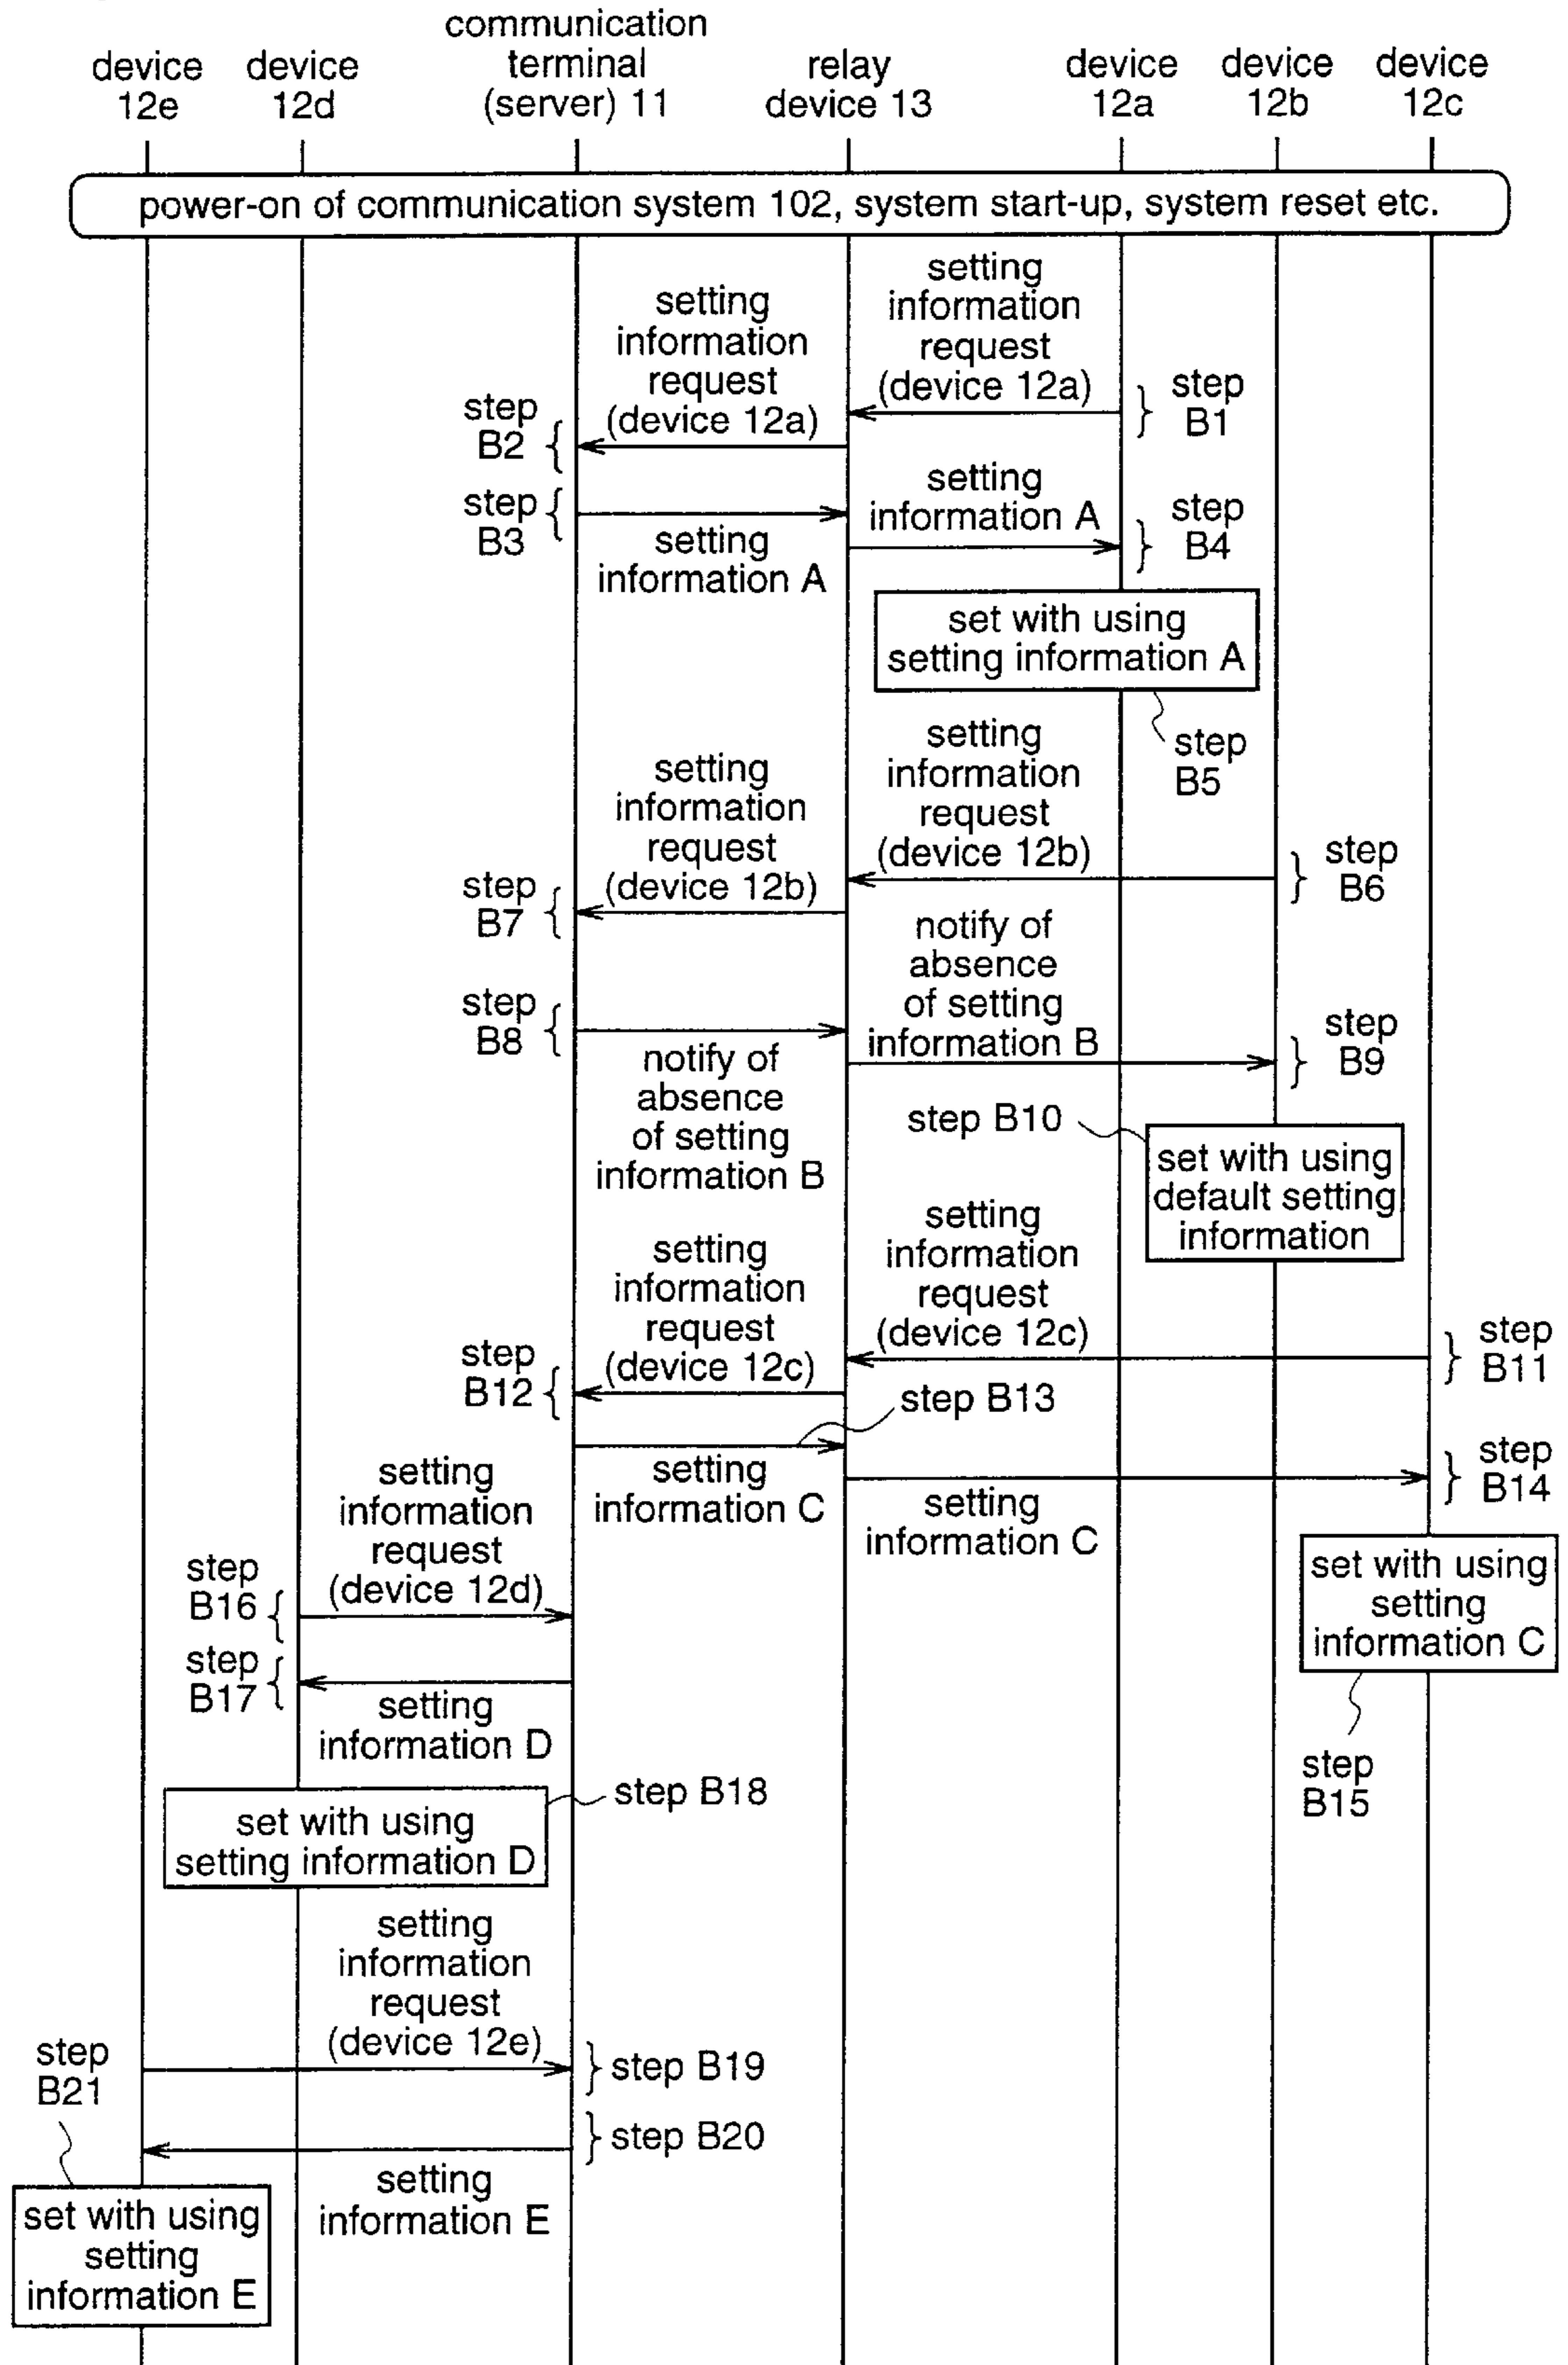 device
12e
device
12d
communication
terminal
(server) 11
relay
device 13
device
12a
device
12b
device
12c
power-on of communication system 102, system start-up, system reset etc.
setting
information
request
(device 12a)
step
B1
setting
information
request
(device 12a)
step
B2
step
B3
setting
information A
setting
information A
step
B4
set with using
setting information A
step
B5
setting
information
request
(device 12b)
step
B6
setting
information
request
(device 12b)
step
B7
step
B8
notify of
absence
of setting
information B
notify of
absence
of setting
information B
step
B9
step B10
set with using
default setting
information
setting
information
request
(device 12c)
step
B11
setting
information
request
(device 12c)
step
B12
step B13
setting
information C
setting
information C
step
B14
set with using
setting
information C
step
B15
setting
information
request
(device 12d)
step
B16
step
B17
setting
information D
step B18
set with using
setting information D
setting
information
request
(device 12e)
step B19
step B20
setting
information E
step
B21
set with using
setting
information E